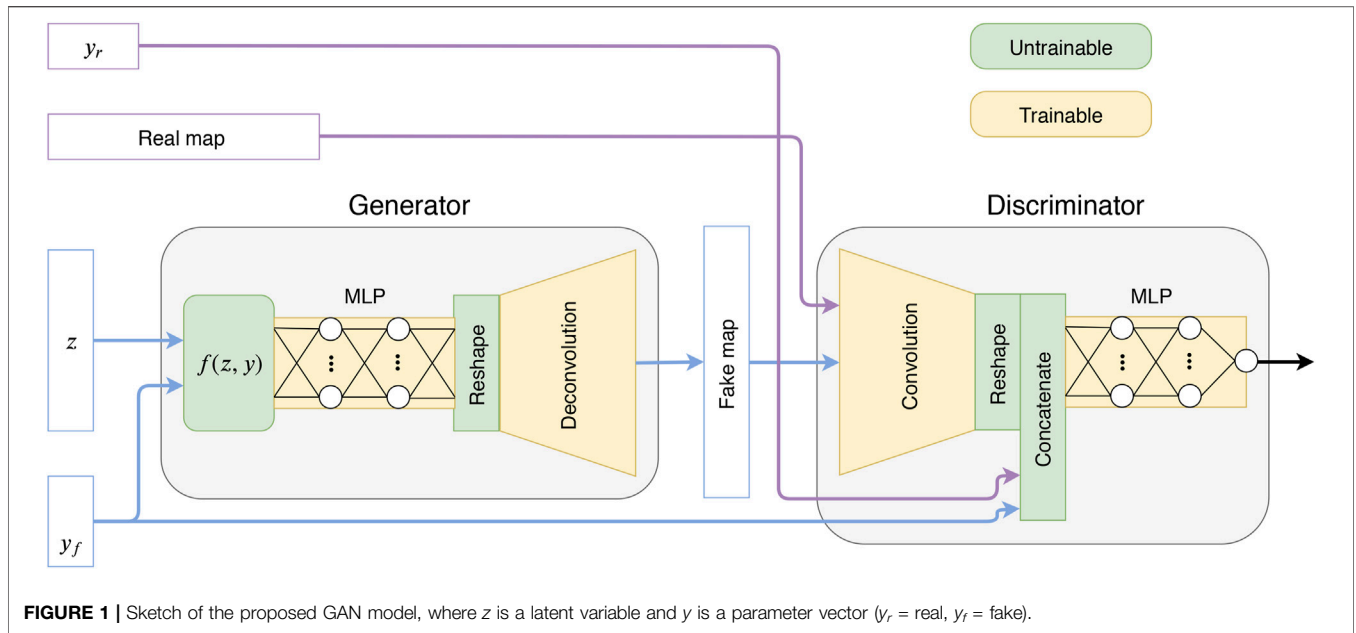 y_r
Untrainable
Real map
Trainable
Generator
Discriminator
z
f(z, y)
MLP
Reshape
Deconvolution
Fake map
Convolution
Reshape
Concatenate
MLP
y_f
FIGURE 1 | Sketch of the proposed GAN model, where z is a latent variable and y is a parameter vector (y_r = real, y_f = fake).